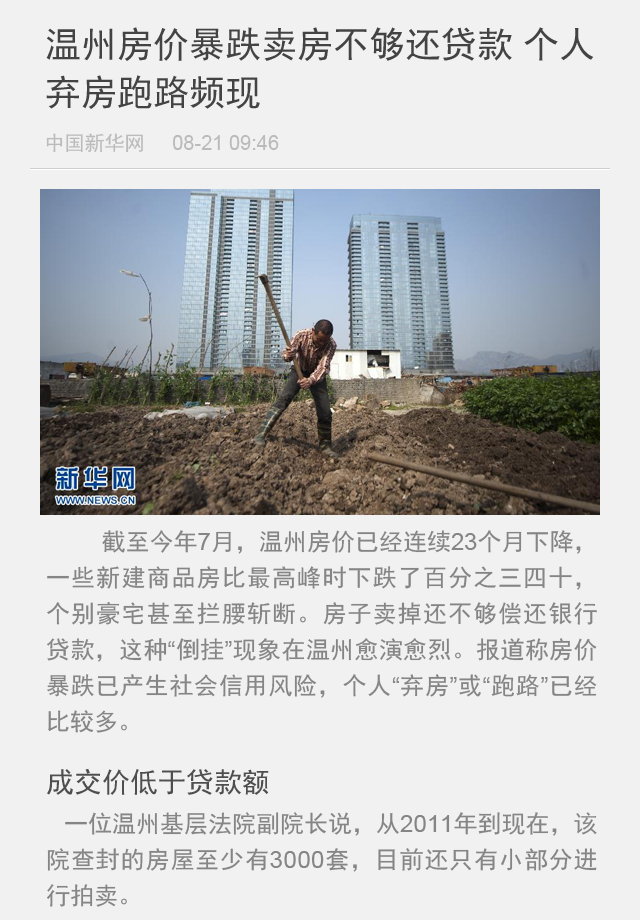 温州房价暴跌卖房不够还贷款 个人
弃房跑路频现
中国新华网 08-21 09:46
新华网
WWW.NEWS.CN
截至今年7月，温州房价已经连续23个月下降，
一些新建商品房比最高峰时下跌了百分之三四十，
个别豪宅甚至拦腰斩断。房子卖掉还不够偿还银行
贷款，这种“倒挂”现象在温州愈演愈烈。报道称房价
暴跌已产生社会信用风险，个人“弃房”或“跑路”已经
比较多。
成交价低于贷款额
一位温州基层法院副院长说，从2011年到现在，该
院查封的房屋至少有3000套，目前还只有小部分进
行拍卖。